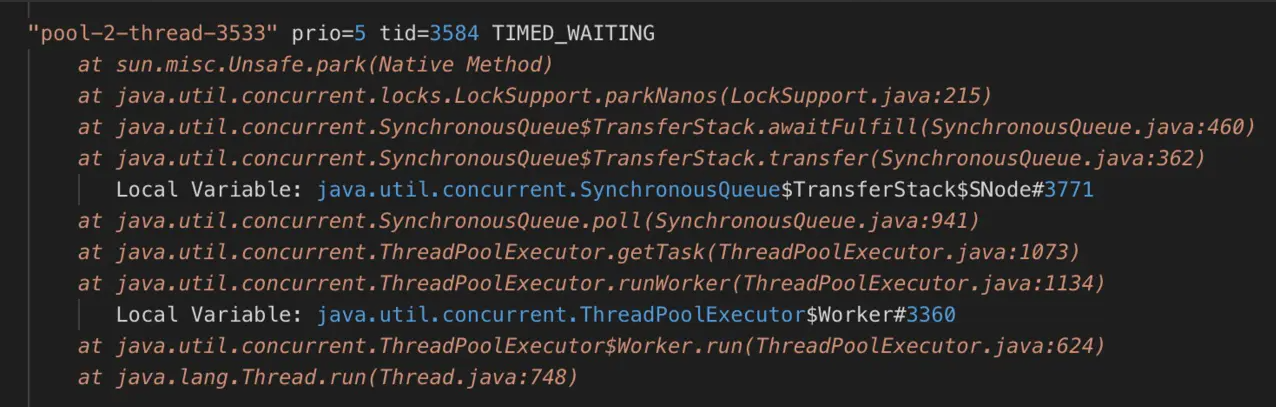 "pool-2-thread-3533" prio=5 tid=3584 TIMED_WAITING
at sun.misc.Unsafe.park(Native Method)
at java.util.concurrent.locks.LockSupport.parkNanos(LockSupport.java:215)
at java.util.concurrent.SynchronousQueue$TransferStack.awaitFulfill(SynchronousQueue.java:460)
at java.util.concurrent.SynchronousQueue$TransferStack.transfer(SynchronousQueue.java:362)
Local Variable: java.util.concurrent.SynchronousQueue$TransferStack$SNode#3771
at java.util.concurrent.SynchronousQueue.poll(SynchronousQueue.java:941)
at java.util.concurrent.ThreadPoolExecutor.getTask(ThreadPoolExecutor.java:1073)
at java.util.concurrent.ThreadPoolExecutor.runWorker(ThreadPoolExecutor.java:1134)
Local Variable: java.util.concurrent.ThreadPoolExecutor$Worker#3360
at java.util.concurrent.ThreadPoolExecutor$Worker.run(ThreadPoolExecutor.java:624)
at java.lang.Thread.run(Thread.java:748)